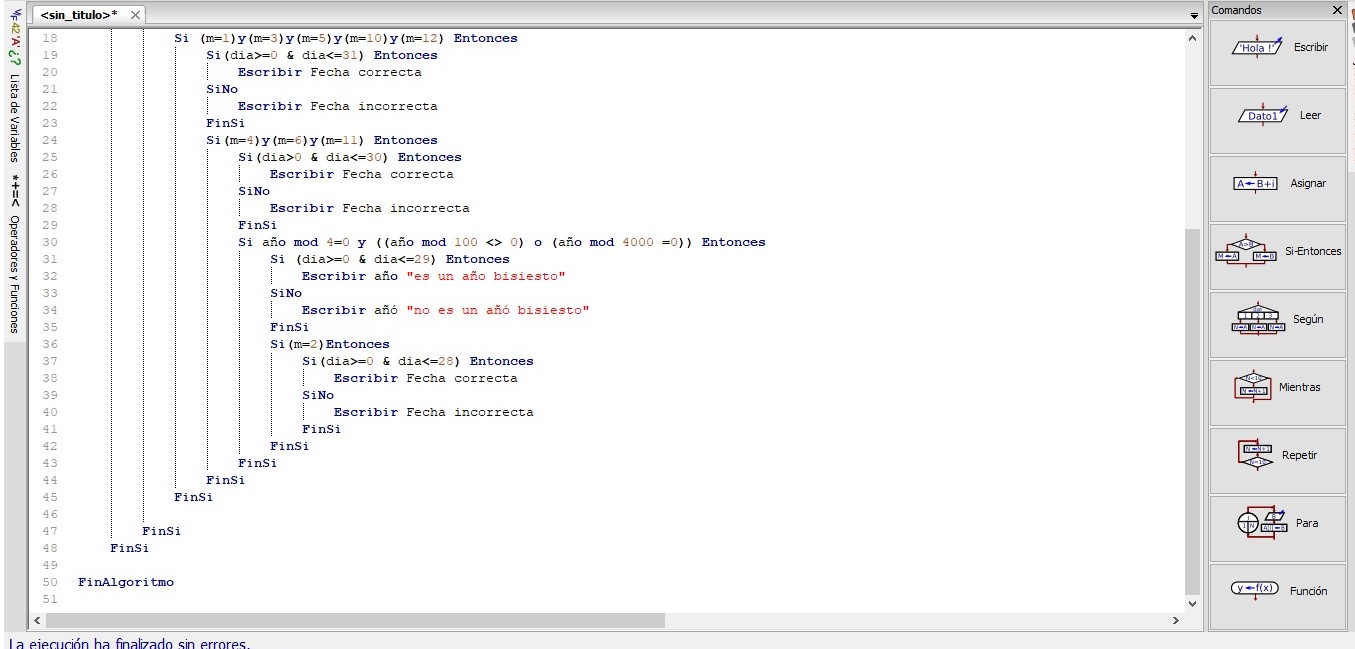 <sin_titulo>*
Comandos
42 'A' ¿?
Lista de Variables
*+=<
Operadores y Funciones
18 Si (m=1)y(m=3)y(m=5)y(m=10)y(m=12) Entonces
19 Si(dia>=0 & dia<=31) Entonces
20 Escribir Fecha correcta
21 SiNo
22 Escribir Fecha incorrecta
23 FinSi
24 Si(m=4)y(m=6)y(m=11) Entonces
25 Si(dia>0 & dia<=30) Entonces
26 Escribir Fecha correcta
27 SiNo
28 Escribir Fecha incorrecta
29 FinSi
30 Si año mod 4=0 y ((año mod 100 <> 0) o (año mod 4000 =0)) Entonces
31 Si (dia>=0 & dia<=29) Entonces
32 Escribir año "es un año bisiesto"
33 SiNo
34 Escribir añó "no es un añó bisiesto"
35 FinSi
36 Si(m=2)Entonces
37 Si(dia>=0 & dia<=28) Entonces
38 Escribir Fecha correcta
39 SiNo
40 Escribir Fecha incorrecta
41 FinSi
42 FinSi
43 FinSi
44 FinSi
45 FinSi
46
47 FinSi
48 FinSi
49
50 FinAlgoritmo
51
'Hola !' Escribir
Dato1 Leer
A←B+i Asignar
A>B M←A M←B Si-Entonces
Según
Mientras
Repetir
Para
y←f(x) Función
La ejecución ha finalizado sin errores.